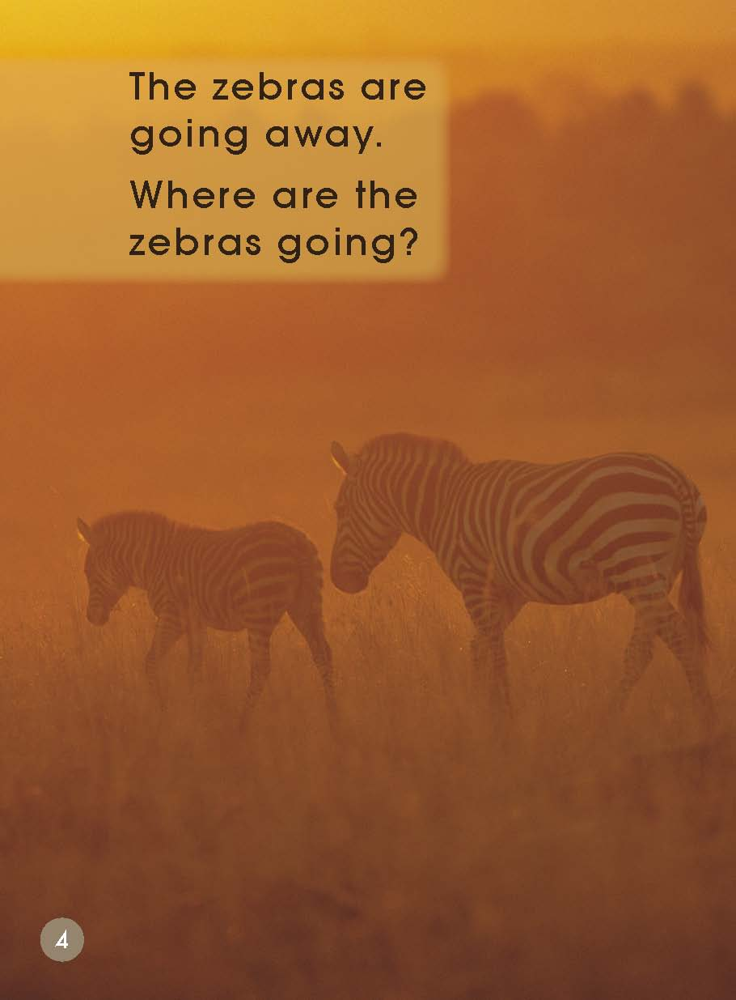 The zebras are
going away.
Where are the
zebras going?
4